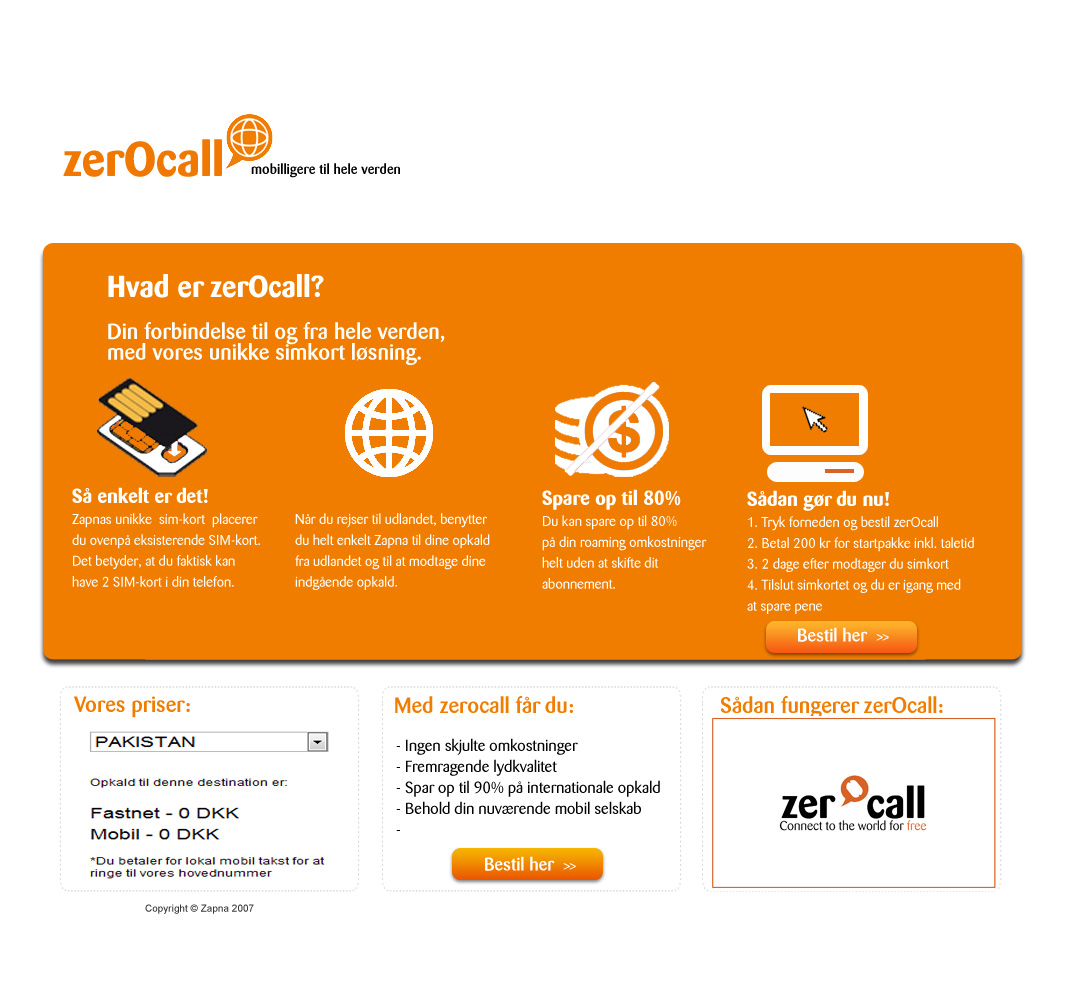 zerOcall
mobilligere til hele verden
Hvad er zerOcall?
Din forbindelse til og fra hele verden,
med vores unikke simkort løsning.
Så enkelt er det!
Zapnas unikke sim-kort placerer
du ovenpå eksisterende SIM-kort.
Det betyder, at du faktisk kan
have 2 SIM-kort i din telefon.
Når du rejser til udlandet, benytter
du helt enkelt Zapna til dine opkald
fra udlandet og til at modtage dine
indgående opkald.
Spare op til 80%
Du kan spare op til 80%
på din roaming omkostninger
helt uden at skifte dit
abonnement.
Sådan gør du nu!
1. Tryk forneden og bestil zerOcall
2. Betal 200 kr for startpakke inkl. taletid
3. 2 dage efter modtager du simkort
4. Tilslut simkortet og du er igang med
at spare pene
Bestil her >>
Vores priser:
PAKISTAN
Opkald til denne destination er:
Fastnet - 0 DKK
Mobil - 0 DKK
*Du betaler for lokal mobil takst for at
ringe til vores hovednummer
Med zerocall får du:
- Ingen skjulte omkostninger
- Fremragende lydkvalitet
- Spar op til 90% på internationale opkald
- Behold din nuværende mobil selskab
-
Bestil her >>
Sådan fungerer zerOcall:
zerOcall
Connect to the world for free
Copyright © Zapna 2007